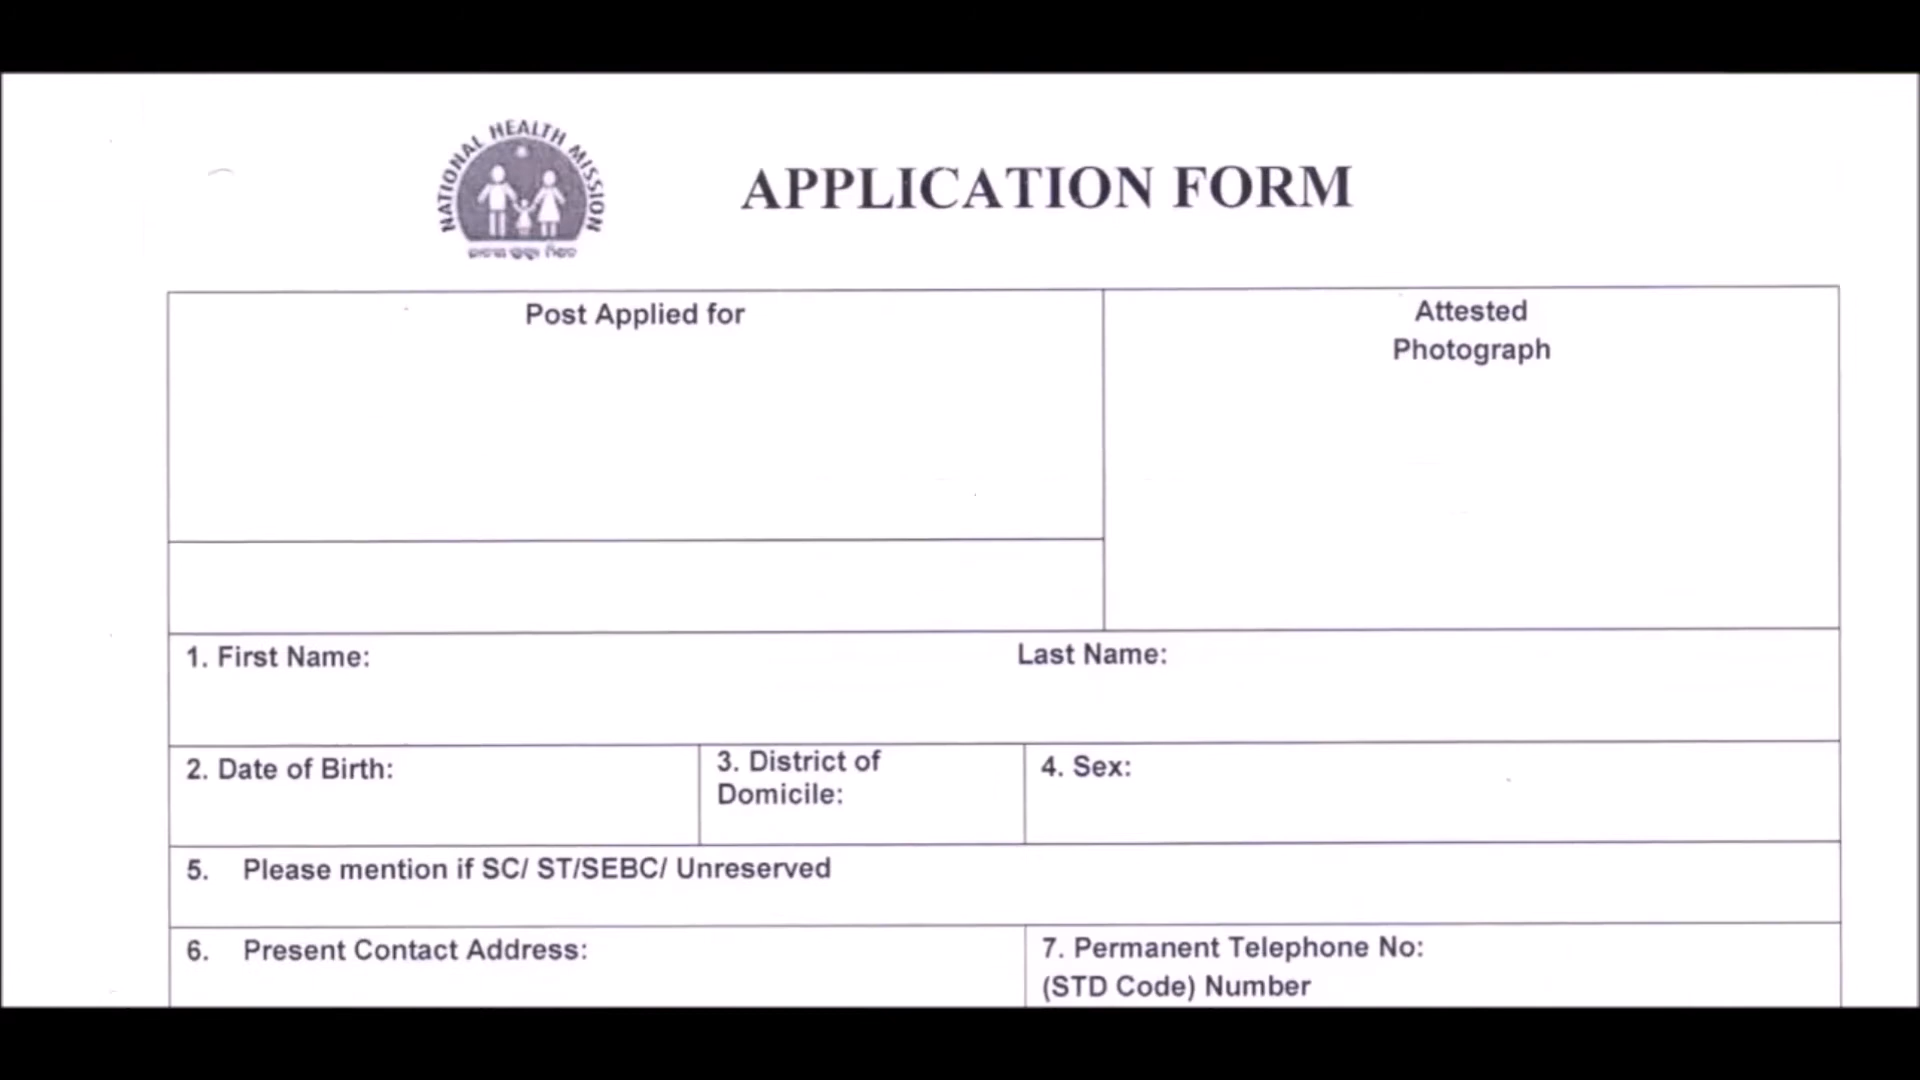 NATIONAL HEALTH MISSION
APPLICATION FORM
Post Applied for
Attested
Photograph
1. First Name:
Last Name:
2. Date of Birth:
3. District of
Domicile:
4. Sex:
5. Please mention if SC/ ST/SEBC/ Unreserved
6. Present Contact Address:
7. Permanent Telephone No:
(STD Code) Number